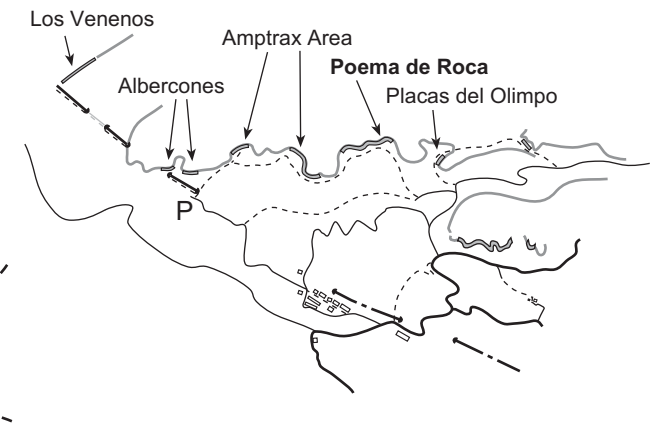 Los Venenos
Amptrax Area
Poema de Roca
Albercones
Placas del Olimpo
P